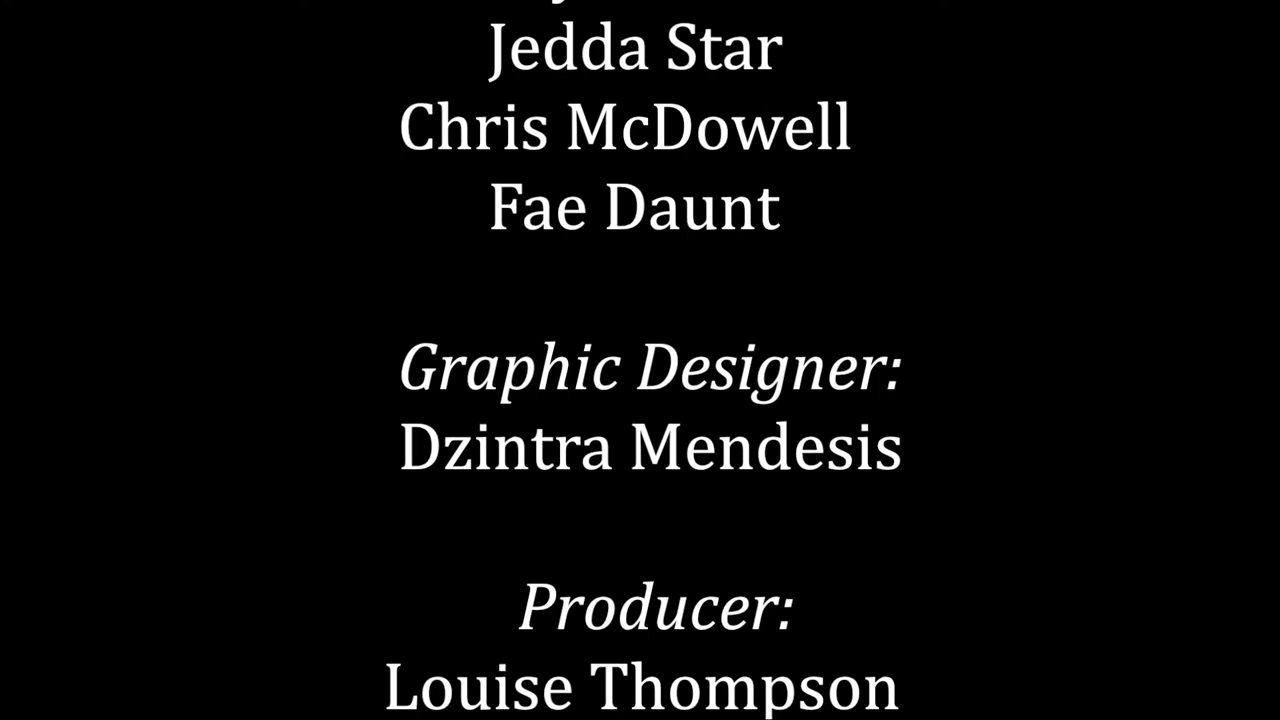 Jedda Star
Chris McDowell
Fae Daunt
Graphic Designer:
Dzintra Mendesis
Producer:
Louise Thompson